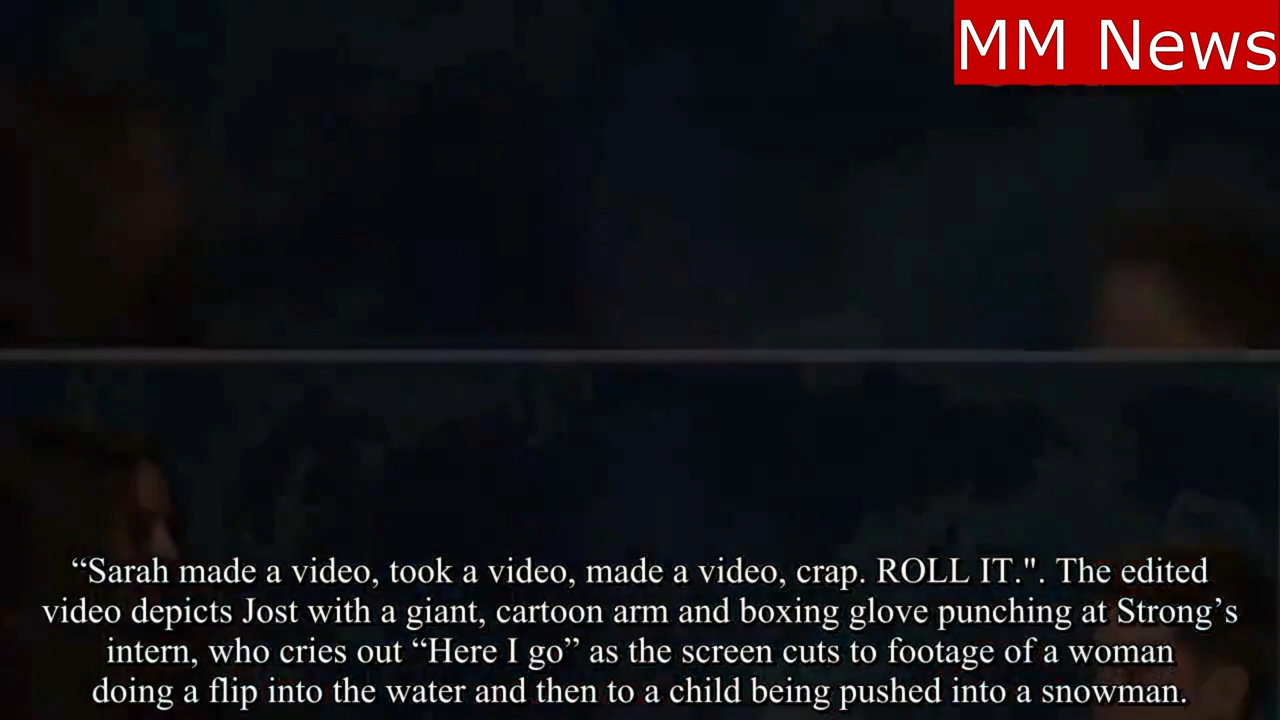 MM News
“Sarah made a video, took a video, made a video, crap. ROLL IT.". The edited
video depicts Jost with a giant, cartoon arm and boxing glove punching at Strong’s
intern, who cries out “Here I go” as the screen cuts to footage of a woman
doing a flip into the water and then to a child being pushed into a snowman.